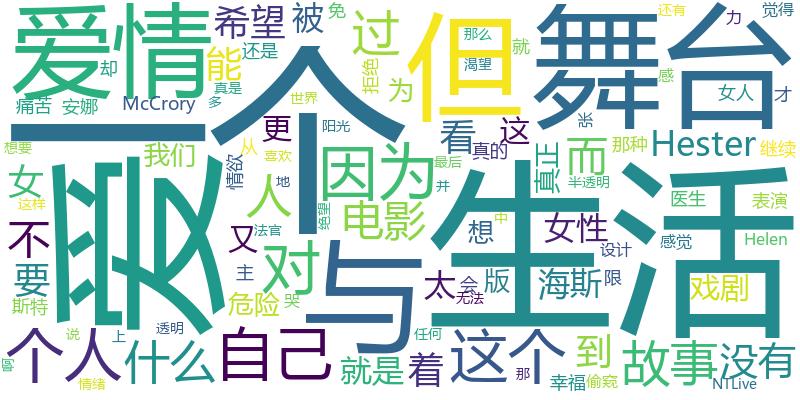 爱情
希望
被
免
过
但
那么
就
渴望
舞台
还有
力
觉得
却
还是
能
真是
多
拒绝
为
感
女人
才
痛苦
安娜
McCrory
世界
一个
阳光
看
这
张
Hester
想要
我们
从
更
喜欢
情欲
因为
最后
真的
真正
而
那种
继续
女
爱
人
地
并
生活
半透明
医生
表演
这样
不
又
法官
绝望
电影
中
想
女性
设计
感觉
Helen
要
主
对
与
太
会
无法
版
海斯
限
戏剧
斯特
危险
哭
说
上
透明
任何
个人
什么
自己
就是
着
这个
那
到
幸福
偷窥
故事
没有
NTLive
情绪